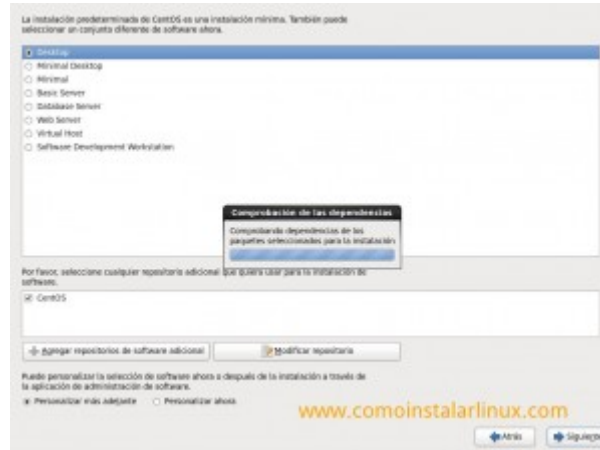 La instalación predeterminada de CentOS es una instalación mínima. También puede
seleccionar un conjunto diferente de software ahora.
Desktop
Minimal Desktop
Minimal
Basic Server
Database Server
Web Server
Virtual Host
Software Development Workstation
Comprobación de las dependencias
Comprobando dependencias de los
paquetes seleccionados para la instalación
Por favor, seleccione cualquier repositorio adicional que quiera usar para la instalación de
software.
CentOS
Agregar repositorios de software adicional
Modificar repositorio
Puede personalizar la selección de software ahora o después de la instalación a través de
la aplicación de administración de software.
Personalizar más adelante
Personalizar ahora
www.comoinstalarlinux.com
Atrás
Siguiente